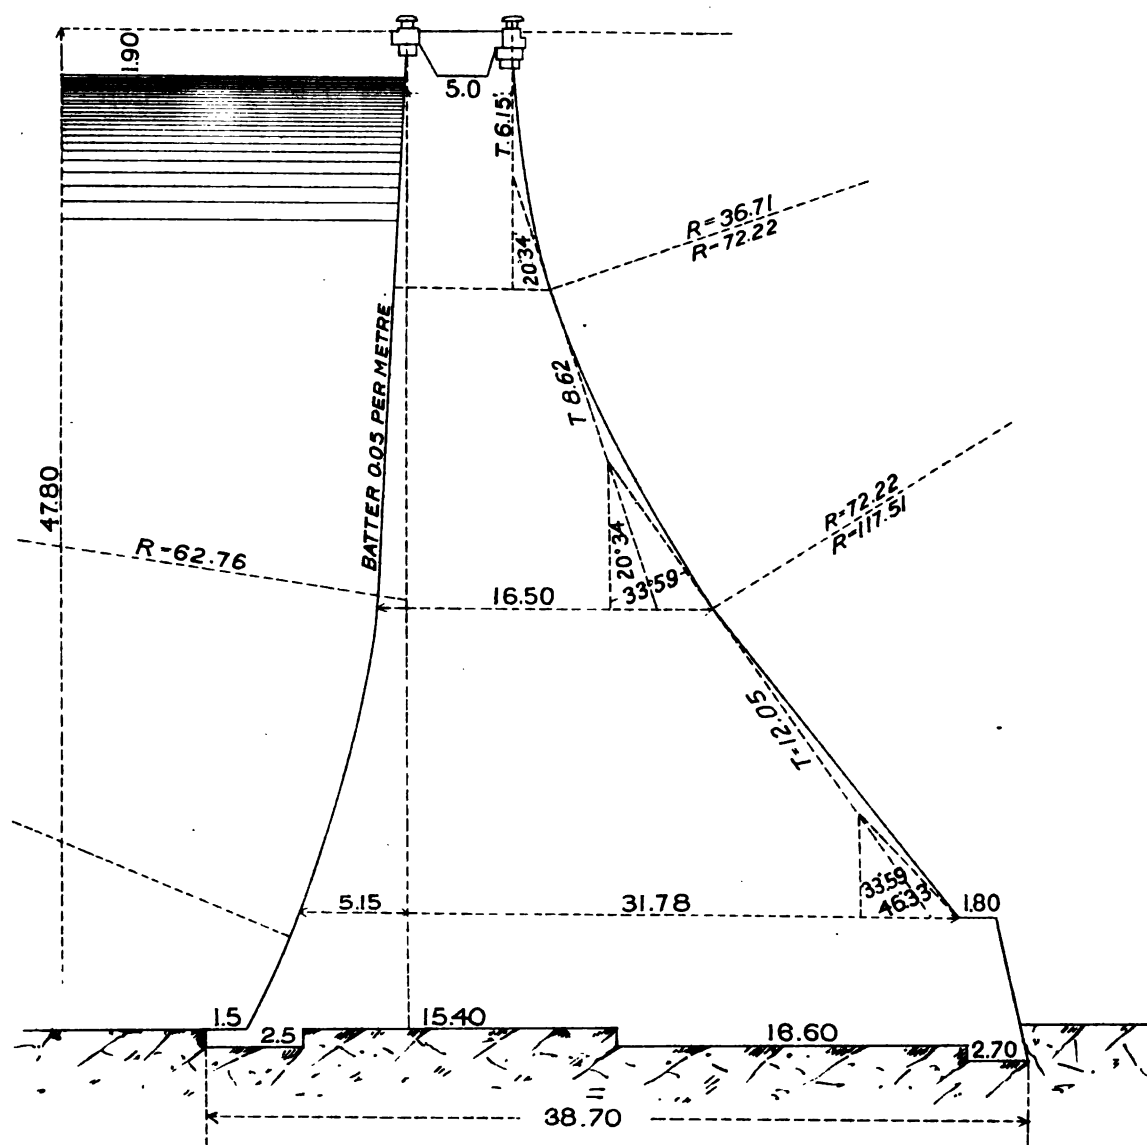 1.90
5.0
T 6.15
R=36.71
R=72.22
20°34
BATTER 0.05 PER METRE
T 8.62
47.80
R=72.22
R=117.51
R=62.76
20°34
33°59
16.50
T=12.05
33°59
46°33
5.15
31.78
1.80
1.5
2.5
15.40
16.60
2.70
38.70